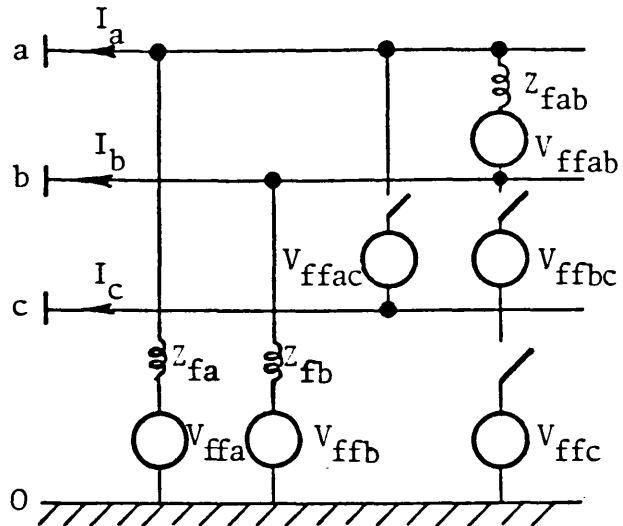 I_a
a
Z_fab
V_ffab
I_b
b
V_ffac
V_ffbc
I_c
c
Z_fa
Z_fb
V_ffa
V_ffb
V_ffc
0